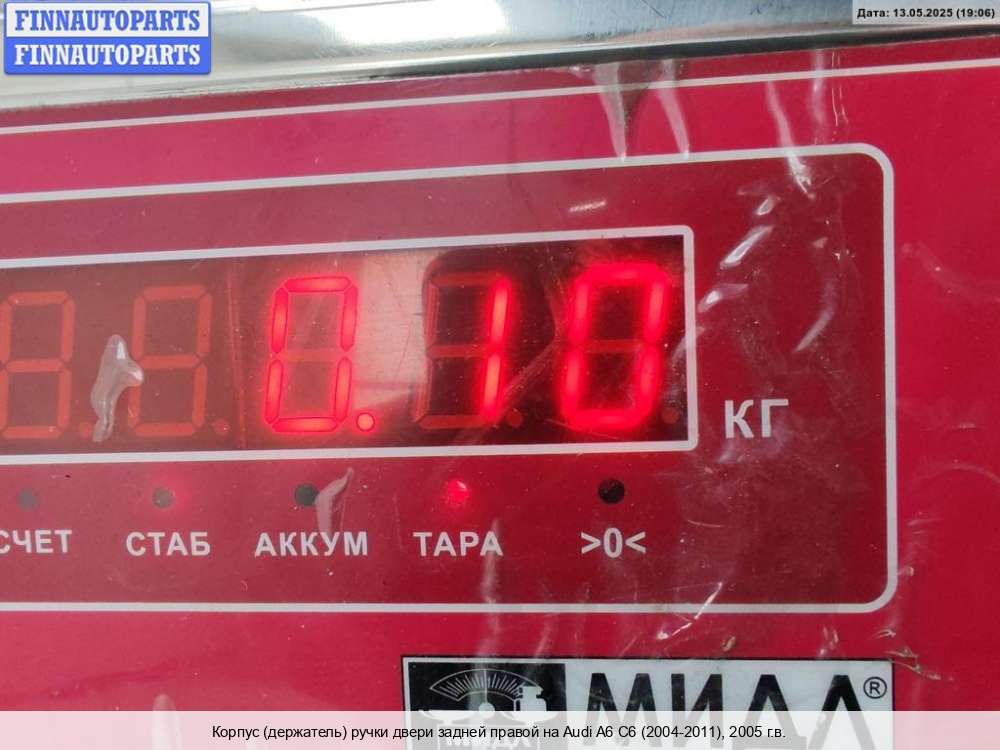 FINNAUTOPARTS
FINNAUTOPARTS
Дата: 13.05.2025 (19:06)
0.10
КГ
СЧЕТ СТАБ АККУМ ТАРА >0<
МИДЛ®
МИДЛ
Корпус (держатель) ручки двери задней правой на Audi A6 C6 (2004-2011), 2005 г.в.